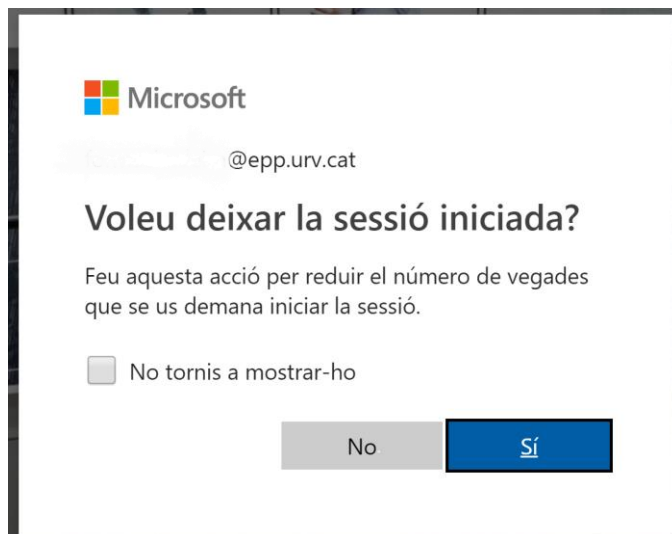 Microsoft
@epp.urv.cat
Voleu deixar la sessió iniciada?
Feu aquesta acció per reduir el número de vegades
que se us demana iniciar la sessió.
No tornis a mostrar-ho
No
Sí